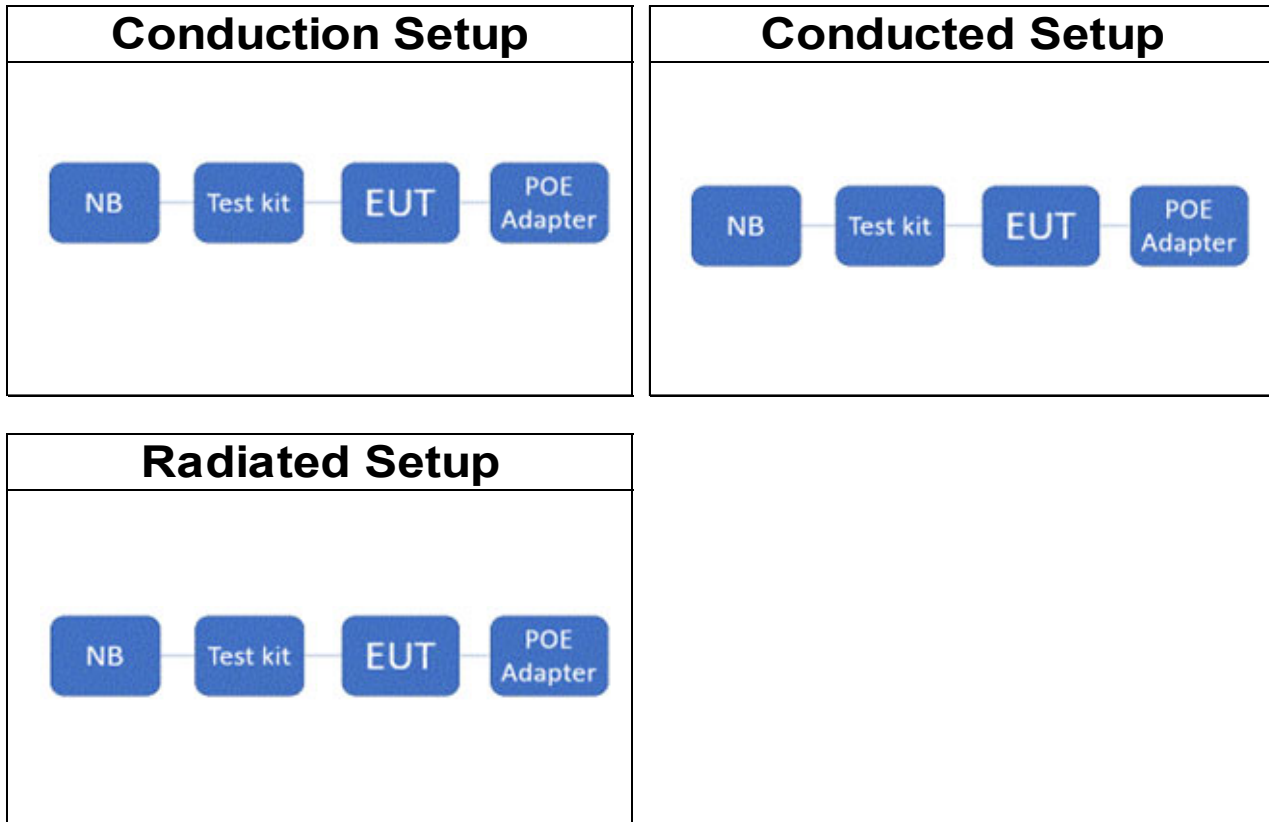 Conduction Setup
NB
Test kit
EUT
POE
Adapter
Conducted Setup
NB
Test kit
EUT
POE
Adapter
Radiated Setup
NB
Test kit
EUT
POE
Adapter